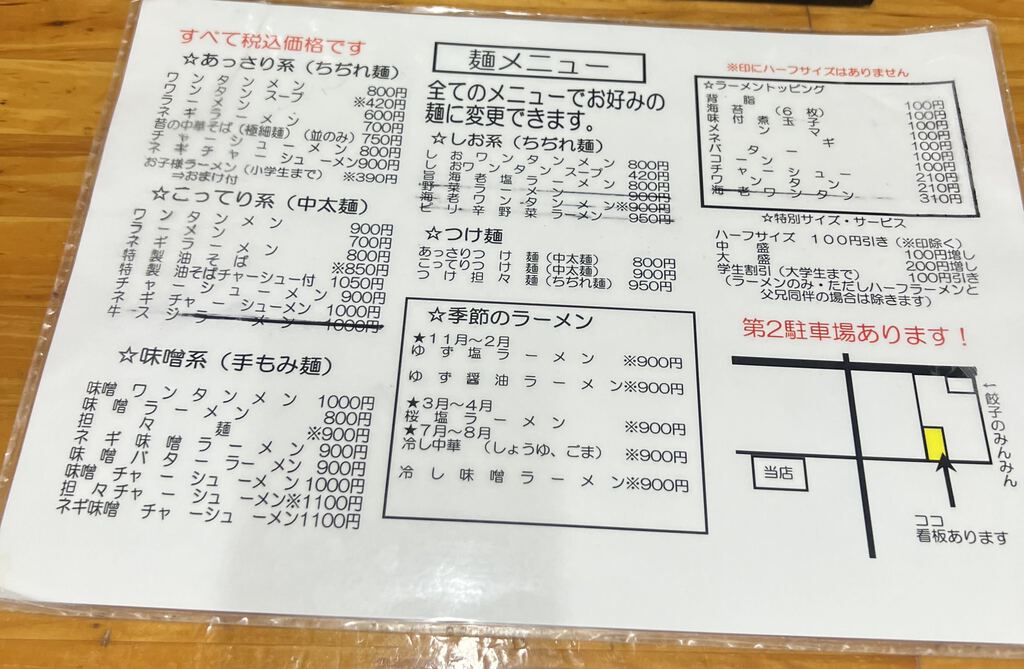 すべて税込価格です
☆あっさり系（ちぢれ麺）
ワンタンメン 800円
ワンタンスープ ※420円
ラーメン 600円
ネギラーメン 700円
苔の中華そば（極細麺）（並のみ）750円
チャーシューメン 800円
ネギチャーシューメン900円
お子様ラーメン（小学生まで） ※390円
⇒おまけ付
☆こってり系（中太麺）
ワンタンメン 900円
ラーメン 700円
ネギラーメン 800円
特製油そば ※850円
特製油そばチャーシュー付 1050円
チャーシューメン 900円
ネギチャーシューメン 1000円
牛スジラーメン 1000円
☆味噌系（手もみ麺）
味噌ワンタンメン 1000円
味噌ラーメン 800円
担々麺 ※900円
ネギ味噌ラーメン 900円
味噌バターラーメン 900円
味噌チャーシューメン 1000円
担々チャーシューメン※1100円
ネギ味噌チャーシューメン1100円
麺メニュー
全てのメニューでお好みの
麺に変更できます。
☆しお系（ちぢれ麺）
しおワンタンメン 800円
しおワンタンスープ 420円
旨海老塩ラーメン 800円
野菜ラーメン 900円
海老ワンタンメン※900円
ピリ辛野菜ラーメン 950円
☆つけ麺
あっさりつけ麺（中太麺） 800円
こってりつけ麺（中太麺） 900円
つけ担々麺（ちぢれ麺） 950円
☆季節のラーメン
★11月～2月
ゆず塩ラーメン ※900円
ゆず醤油ラーメン ※900円
★3月～4月
桜塩ラーメン ※900円
★7月～8月
冷し中華（しょうゆ、ごま） ※900円
冷し味噌ラーメン※900円
※印にハーフサイズはありません
☆ラーメントッピング
背脂 100円
海苔（6枚） 100円
味付煮玉子 100円
メンマ 100円
ネギ 100円
バター 100円
コーン 100円
チャーシュー 210円
ワンタン 210円
海老ワンタン 310円
☆特別サイズ・サービス
ハーフサイズ 100円引き（※印除く）
中盛 100円増し
大盛 200円増し
学生割引（大学生まで） 100円引き
（ラーメンのみ・ただしハーフラーメンと
父兄同伴の場合は除きます）
第2駐車場あります！
←餃子のみんみん
当店
ココ
看板あります